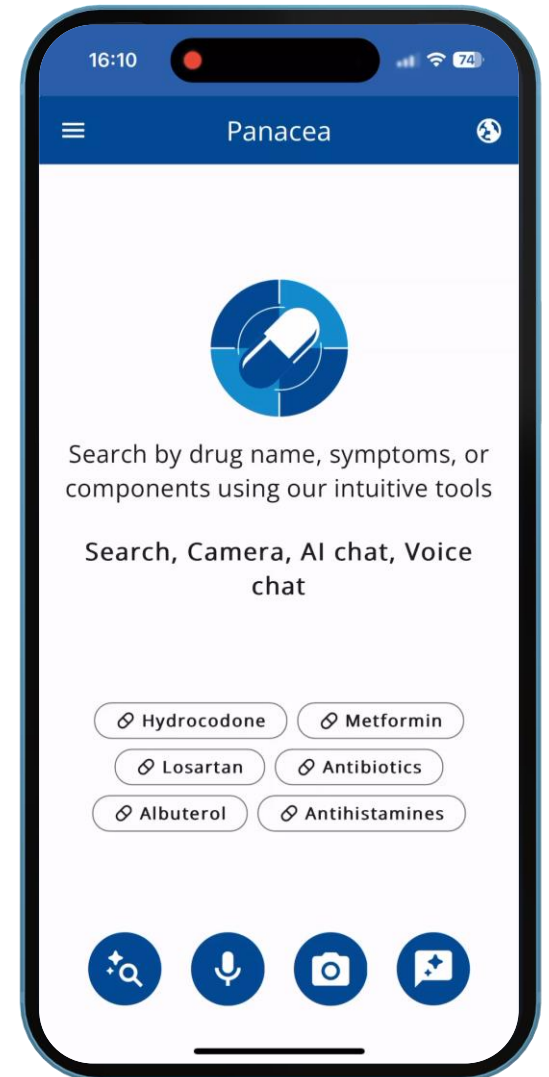 16:10
74
Panacea
Search by drug name, symptoms, or
components using our intuitive tools
Search, Camera, AI chat, Voice
chat
Hydrocodone
Metformin
Losartan
Antibiotics
Albuterol
Antihistamines